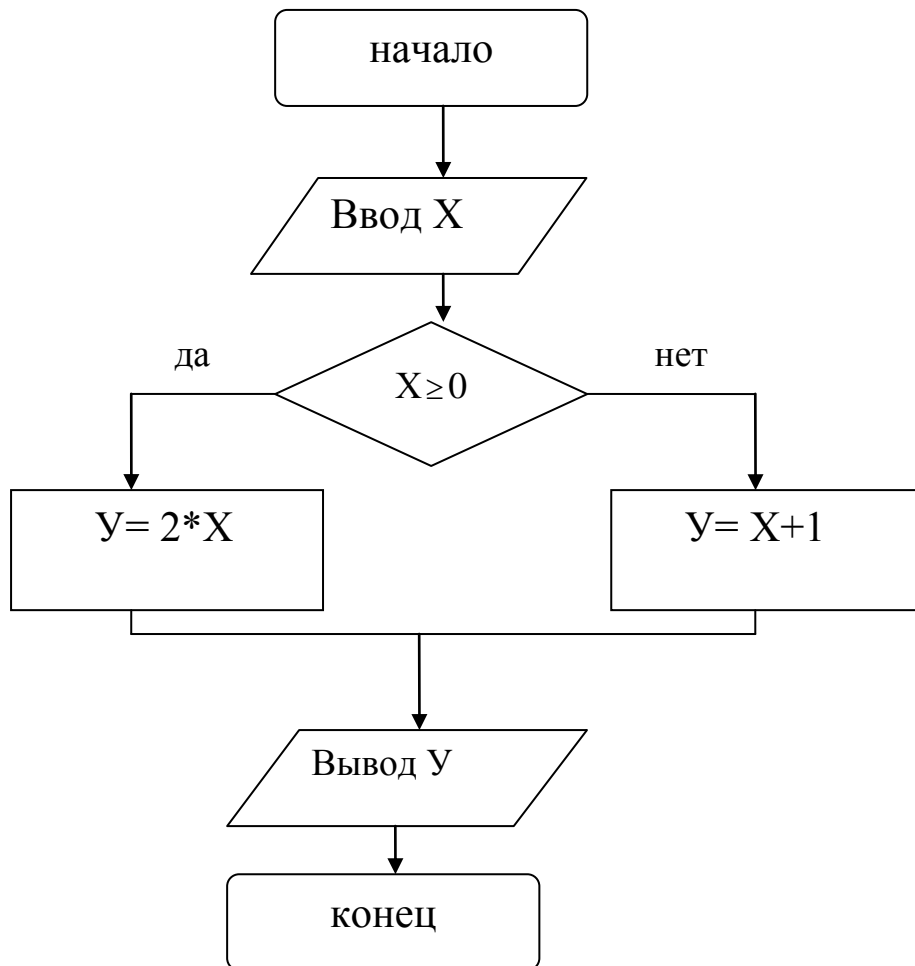 начало
Ввод Х
да
нет
Х≥0
У= 2*Х
У= Х+1
Вывод У
конец